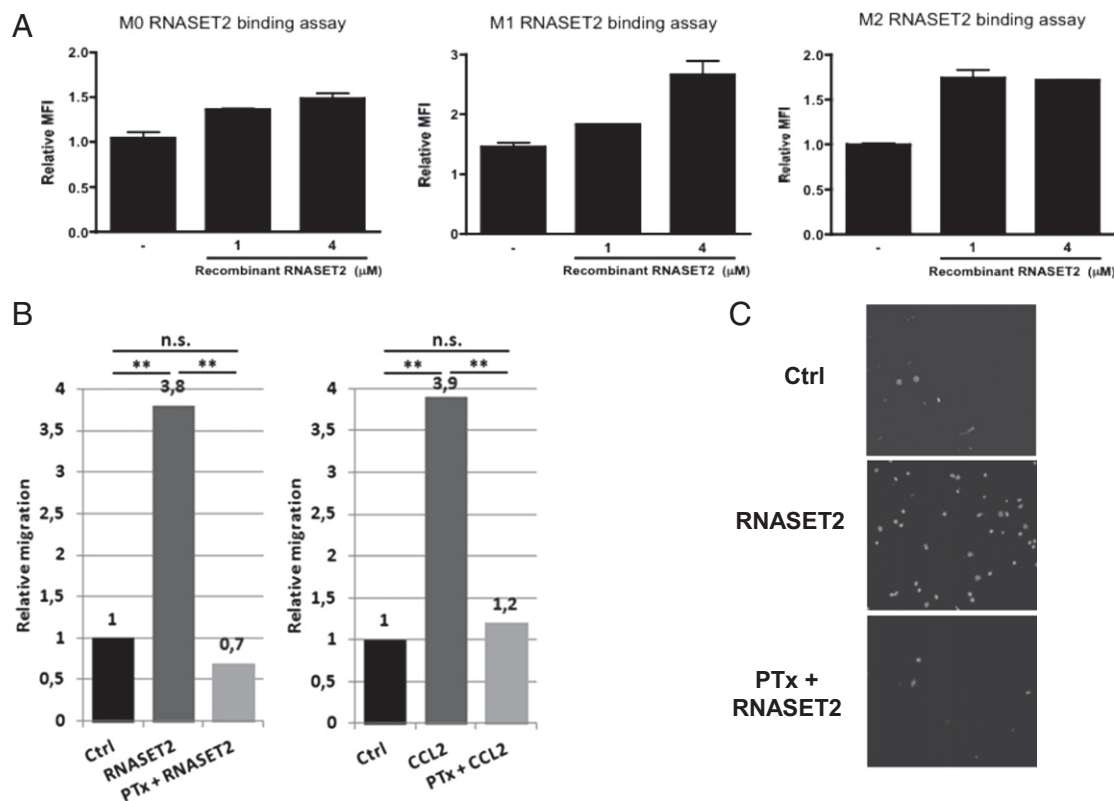 A
M0 RNASET2 binding assay
Relative MFI
2.0
1.5
1.0
0.5
0.0
- 1 4
Recombinant RNASET2 (μM)
M1 RNASET2 binding assay
Relative MFI
3
2
1
0
- 1 4
Recombinant RNASET2 (μM)
M2 RNASET2 binding assay
Relative MFI
2.0
1.5
1.0
0.5
0.0
- 1 4
Recombinant RNASET2 (μM)
B
n.s.
** **
3,8
Relative migration
4
3,5
3
2,5
2
1,5
1
0,5
0
1
0,7
Ctrl
RNASET2
PTx + RNASET2
n.s.
** **
3,9
Relative migration
4
3,5
3
2,5
2
1,5
1
0,5
0
1
1,2
Ctrl
CCL2
PTx + CCL2
C
Ctrl
RNASET2
PTx +
RNASET2